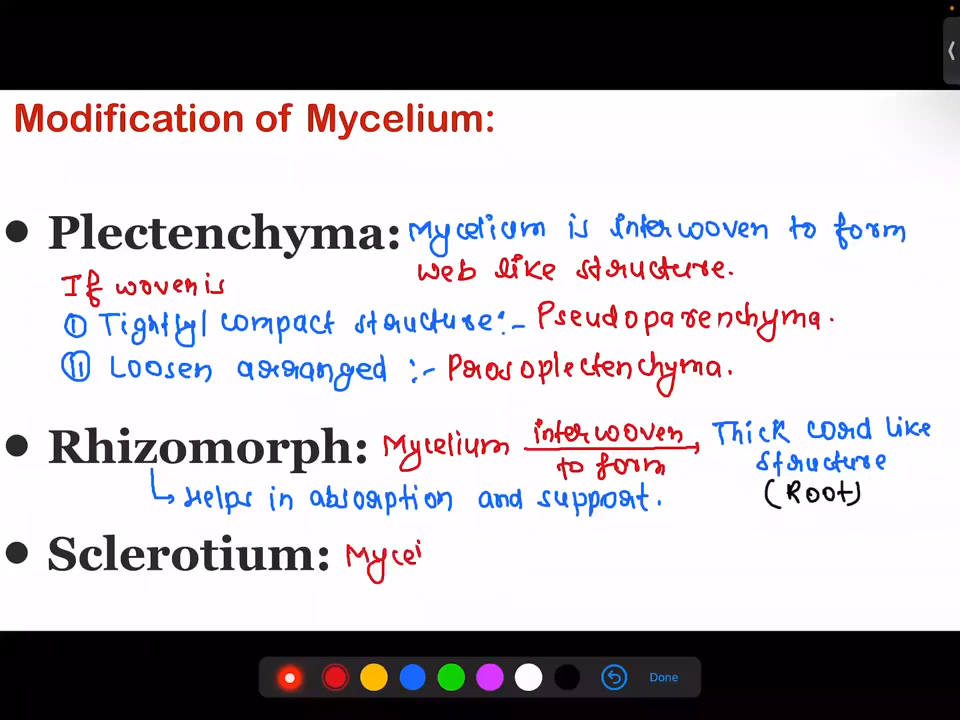 Modification of Mycelium:
• Plectenchyma: Mycelium is interwoven to form
web like structure.
If woven is
① Tightlyl compact structure:- Pseudoparenchyma.
② Loosen arranged :- Prosoplectenchyma.
• Rhizomorph: Mycelium interwoven to form → Thick cord like
structure
(Root)
↳ Helps in absorption and support.
• Sclerotium: Mycei
Done